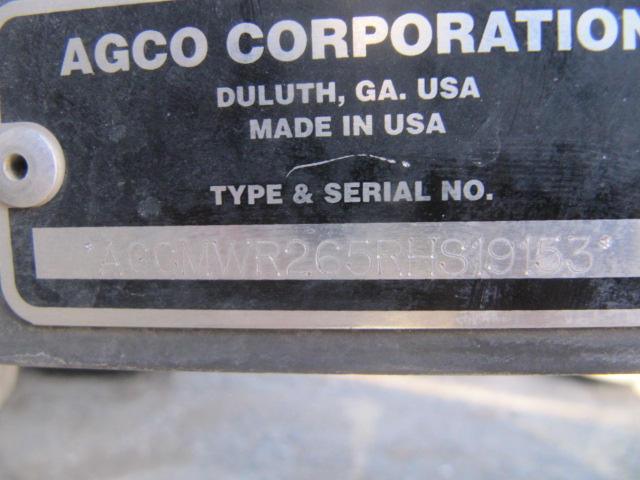 AGCO CORPORATION
DULUTH, GA. USA
MADE IN USA
TYPE & SERIAL NO.
*AGCMWR265RHS19153*